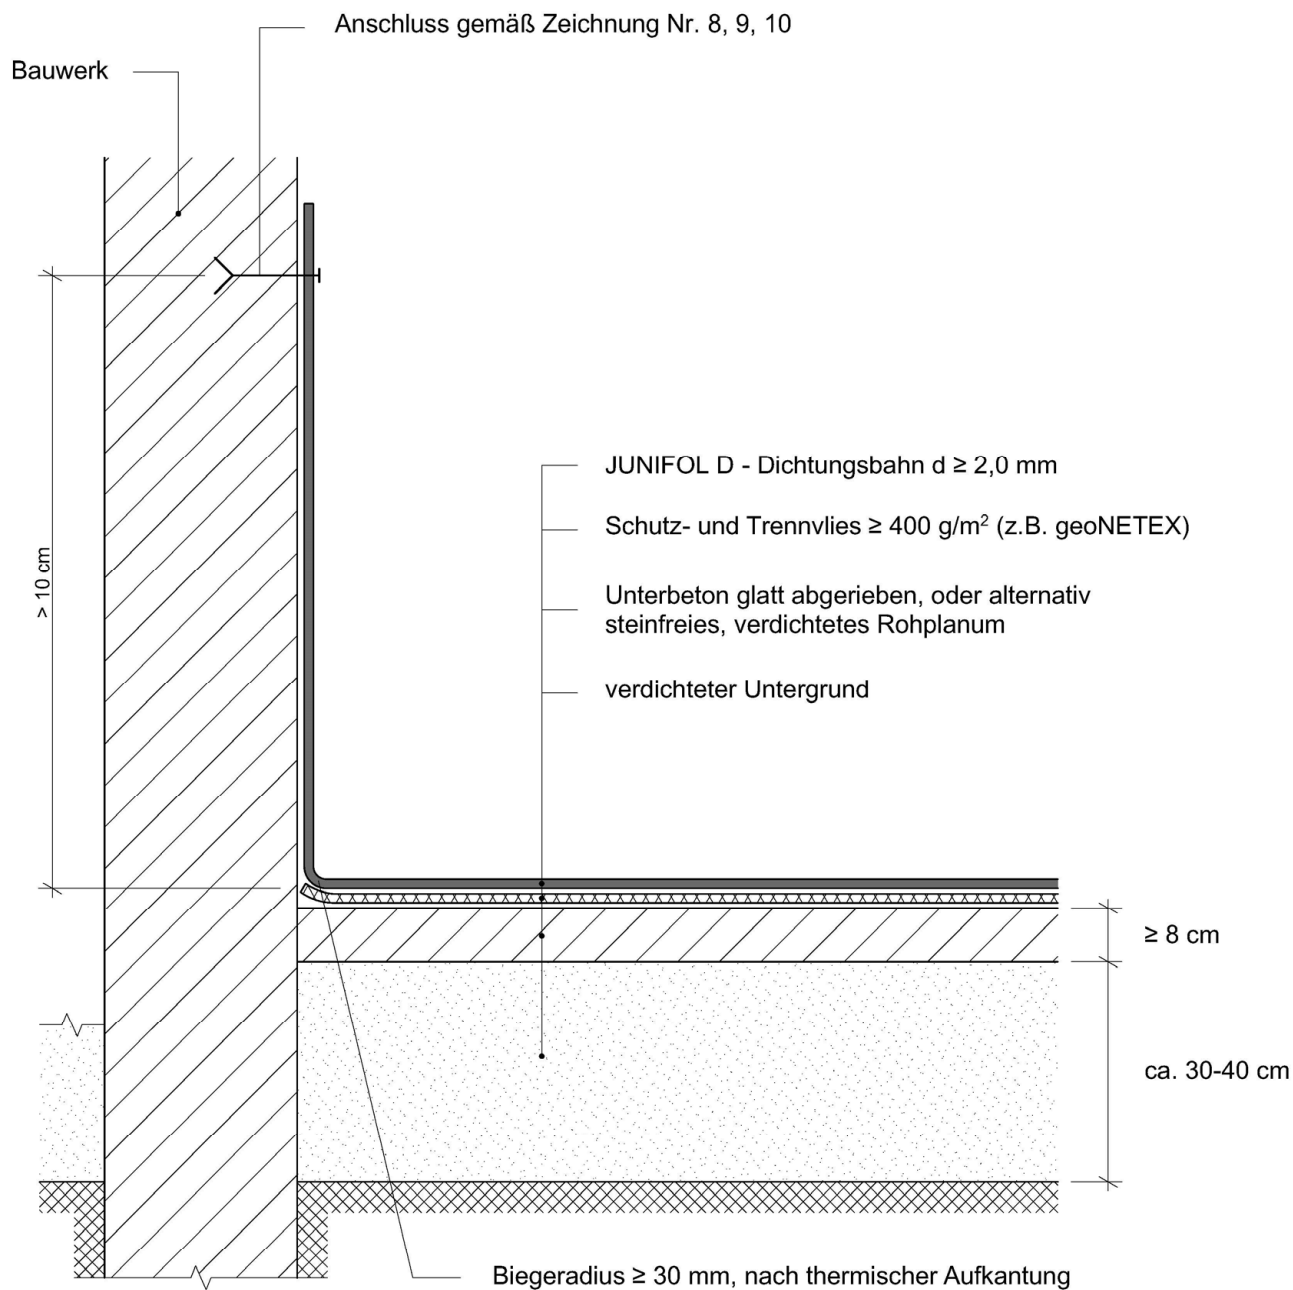 Anschluss gemäß Zeichnung Nr. 8, 9, 10
Bauwerk
> 10 cm
JUNIFOL D - Dichtungsbahn d ≥ 2,0 mm
Schutz- und Trennvlies ≥ 400 g/m² (z.B. geoNETEX)
Unterbeton glatt abgerieben, oder alternativ
steinfreies, verdichtetes Rohplanum
verdichteter Untergrund
≥ 8 cm
ca. 30-40 cm
Biegeradius ≥ 30 mm, nach thermischer Aufkantung